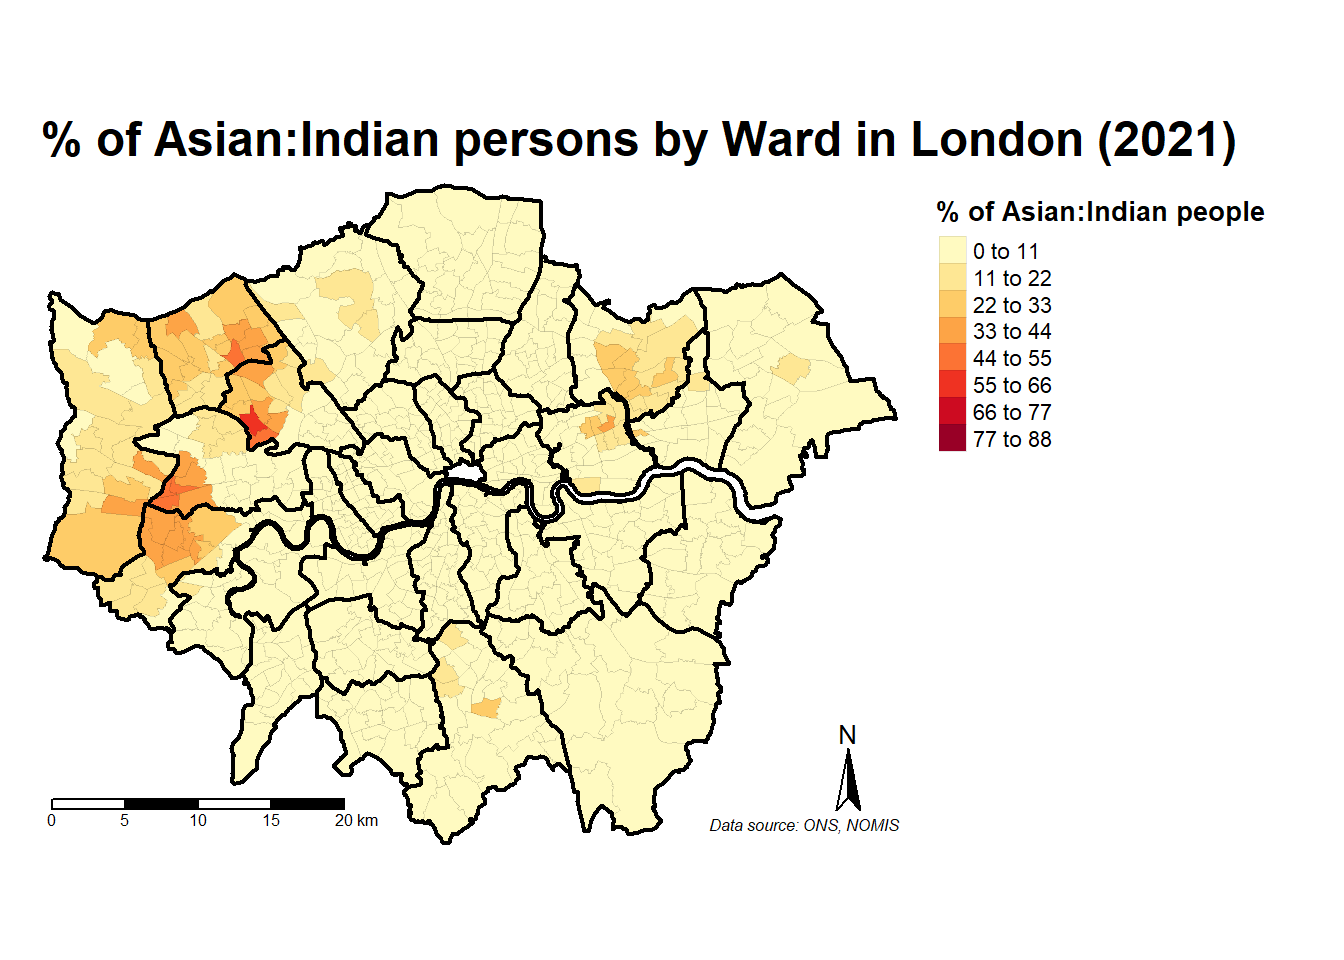 % of Asian:Indian persons by Ward in London (2021)
% of Asian:Indian people
0 to 11
11 to 22
22 to 33
33 to 44
44 to 55
55 to 66
66 to 77
77 to 88
N
0 5 10 15 20 km
Data source: ONS, NOMIS